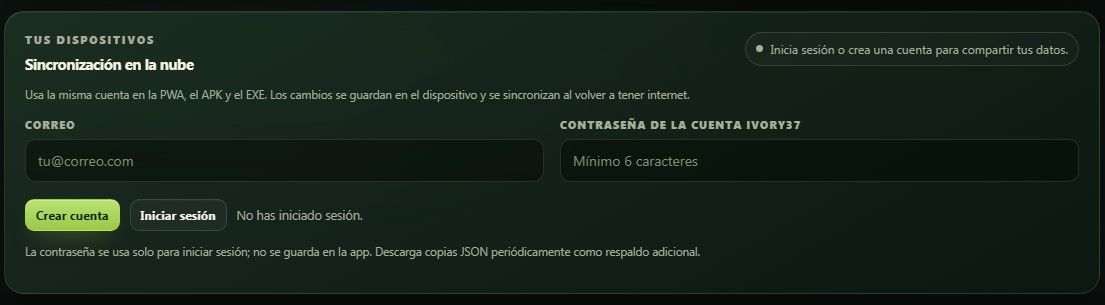 TUS DISPOSITIVOS
Sincronización en la nube
Inicia sesión o crea una cuenta para compartir tus datos.
Usa la misma cuenta en la PWA, el APK y el EXE. Los cambios se guardan en el dispositivo y se sincronizan al volver a tener internet.
CORREO
CONTRASEÑA DE LA CUENTA IVORY37
tu@correo.com
Mínimo 6 caracteres
Crear cuenta
Iniciar sesión
No has iniciado sesión.
La contraseña se usa solo para iniciar sesión; no se guarda en la app. Descarga copias JSON periódicamente como respaldo adicional.